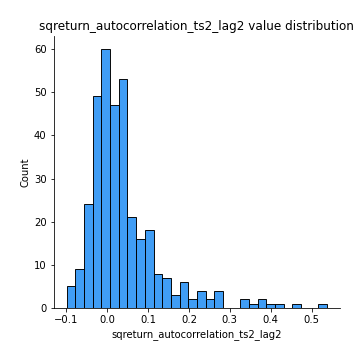 sqreturn_autocorrelation_ts2_lag2 value distribution
60
50
40
30
20
10
0
Count
−0.1 0.0 0.1 0.2 0.3 0.4 0.5
sqreturn_autocorrelation_ts2_lag2